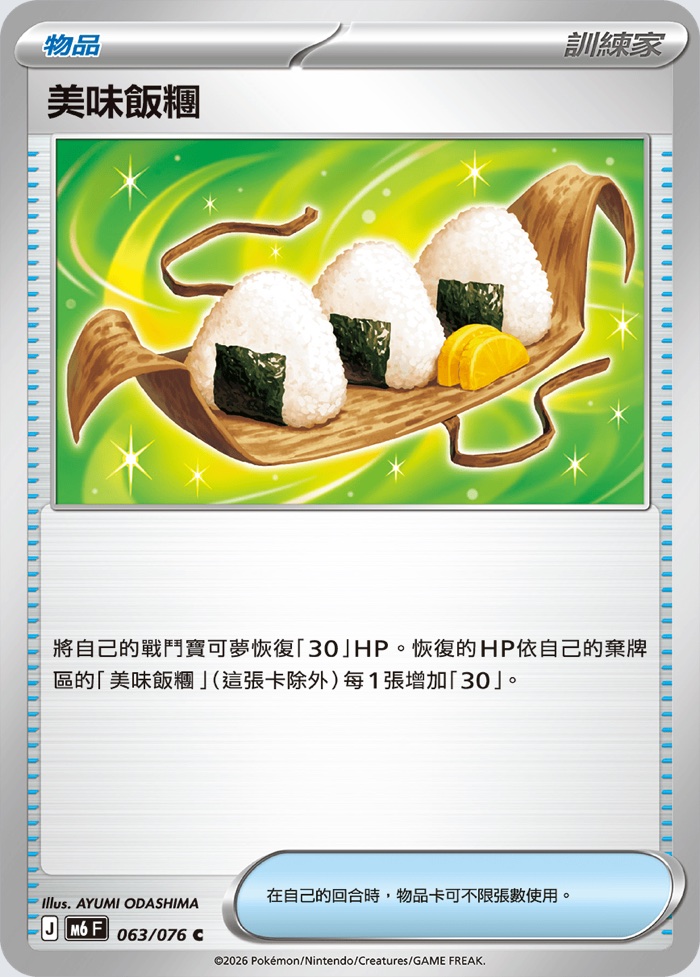 物品
訓練家
美味飯糰
將自己的戰鬥寶可夢恢復「30」HP。恢復的HP依自己的棄牌
區的「美味飯糰」(這張卡除外)每1張增加「30」。
在自己的回合時，物品卡可不限張數使用。
Illus. AYUMI ODASHIMA
J M6 F 063/076 C
©2026 Pokémon/Nintendo/Creatures/GAME FREAK.